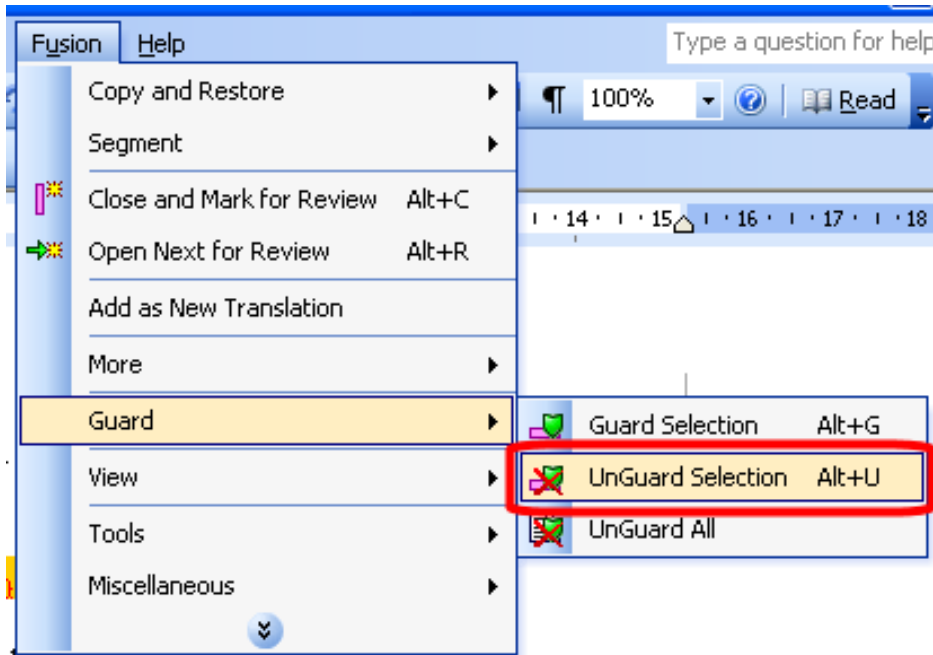 Fusion Help
Type a question for help
Copy and Restore
¶ 100% Read
Segment
Close and Mark for Review Alt+C
14 15 16 17 18
Open Next for Review Alt+R
Add as New Translation
More
Guard
Guard Selection Alt+G
View
UnGuard Selection Alt+U
Tools
UnGuard All
Miscellaneous